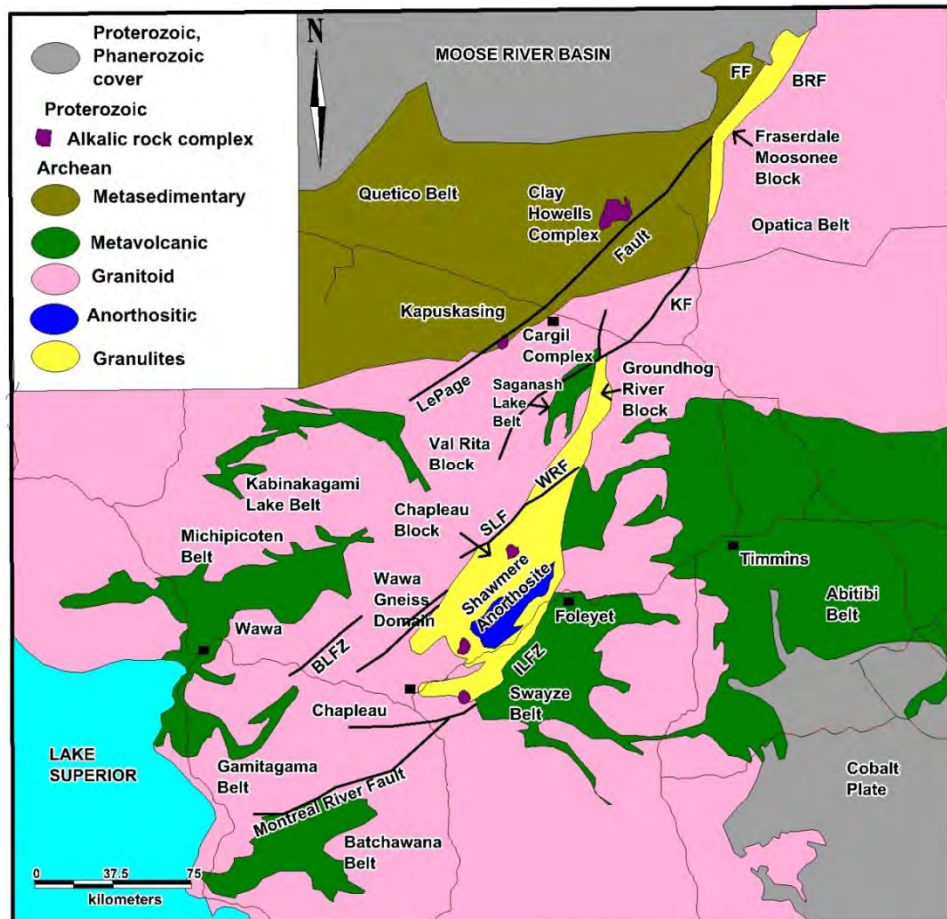 Proterozoic,
Phanerozoic
cover
Proterozoic
Alkalic rock complex
Archean
Metasedimentary
Metavolcanic
Granitoid
Anorthositic
Granulites
N
MOOSE RIVER BASIN
FF
BRF
Fraserdale
Moosonee
Block
Quetico Belt
Clay
Howells
Complex
Fault
Opatica Belt
Kapuskasing
KF
Cargil
Complex
LePage
Saganash
Lake
Belt
Groundhog
River
Block
Val Rita
Block
WRF
Kabinakagami
Lake Belt
Chapleau
Block
SLF
Michipicoten
Belt
Timmins
Wawa
Gneiss
Domain
Shawmere
Anorthosite
Abitibi
Belt
Foleyet
Wawa
BLFZ
ILFZ
Swayze
Belt
Chapleau
LAKE
SUPERIOR
Gamitagama
Belt
Montreal River Fault
Cobalt
Plate
Batchawana
Belt
0 37.5 75
kilometers